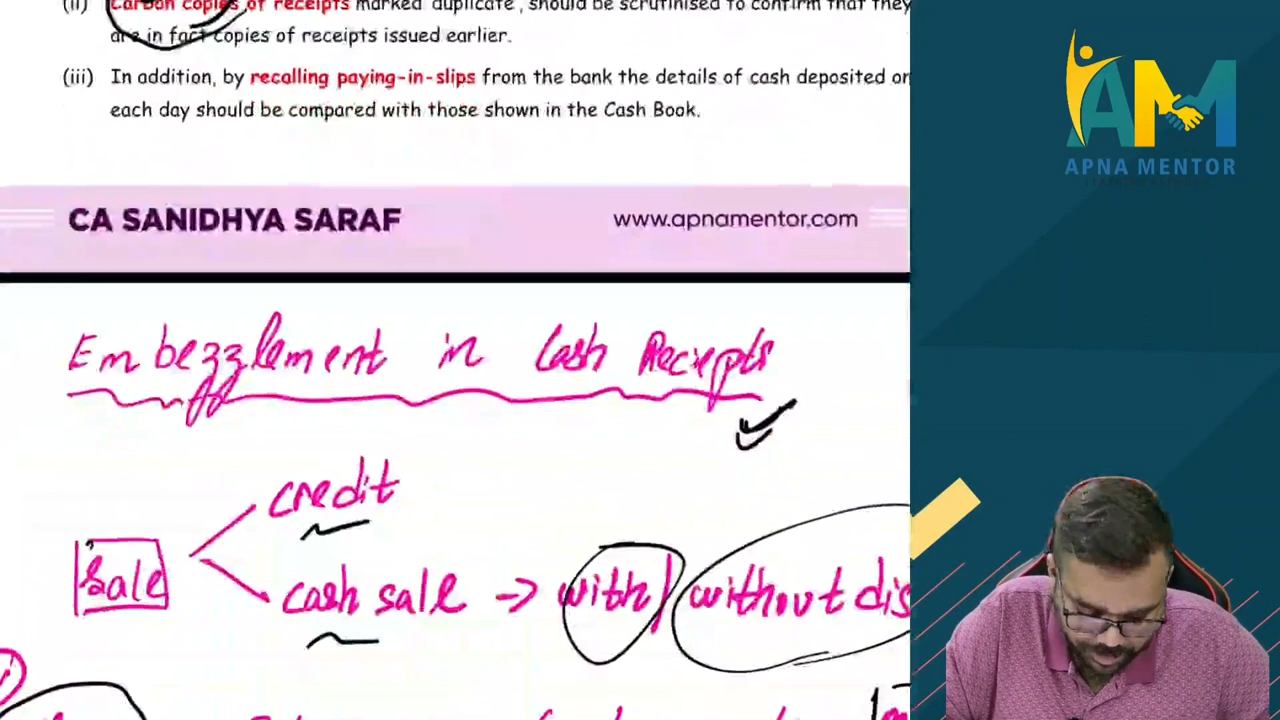 (ii) Carbon copies of receipts marked duplicate, should be scrutinised to confirm that they
are in fact copies of receipts issued earlier.
(iii) In addition, by recalling paying-in-slips from the bank the details of cash deposited on
each day should be compared with those shown in the Cash Book.
CA SANIDHYA SARAF
www.apnamentor.com
AM
APNA MENTOR
Embezzlement in Cash Reciepts
Sale
credit
cash sale → with/without dis